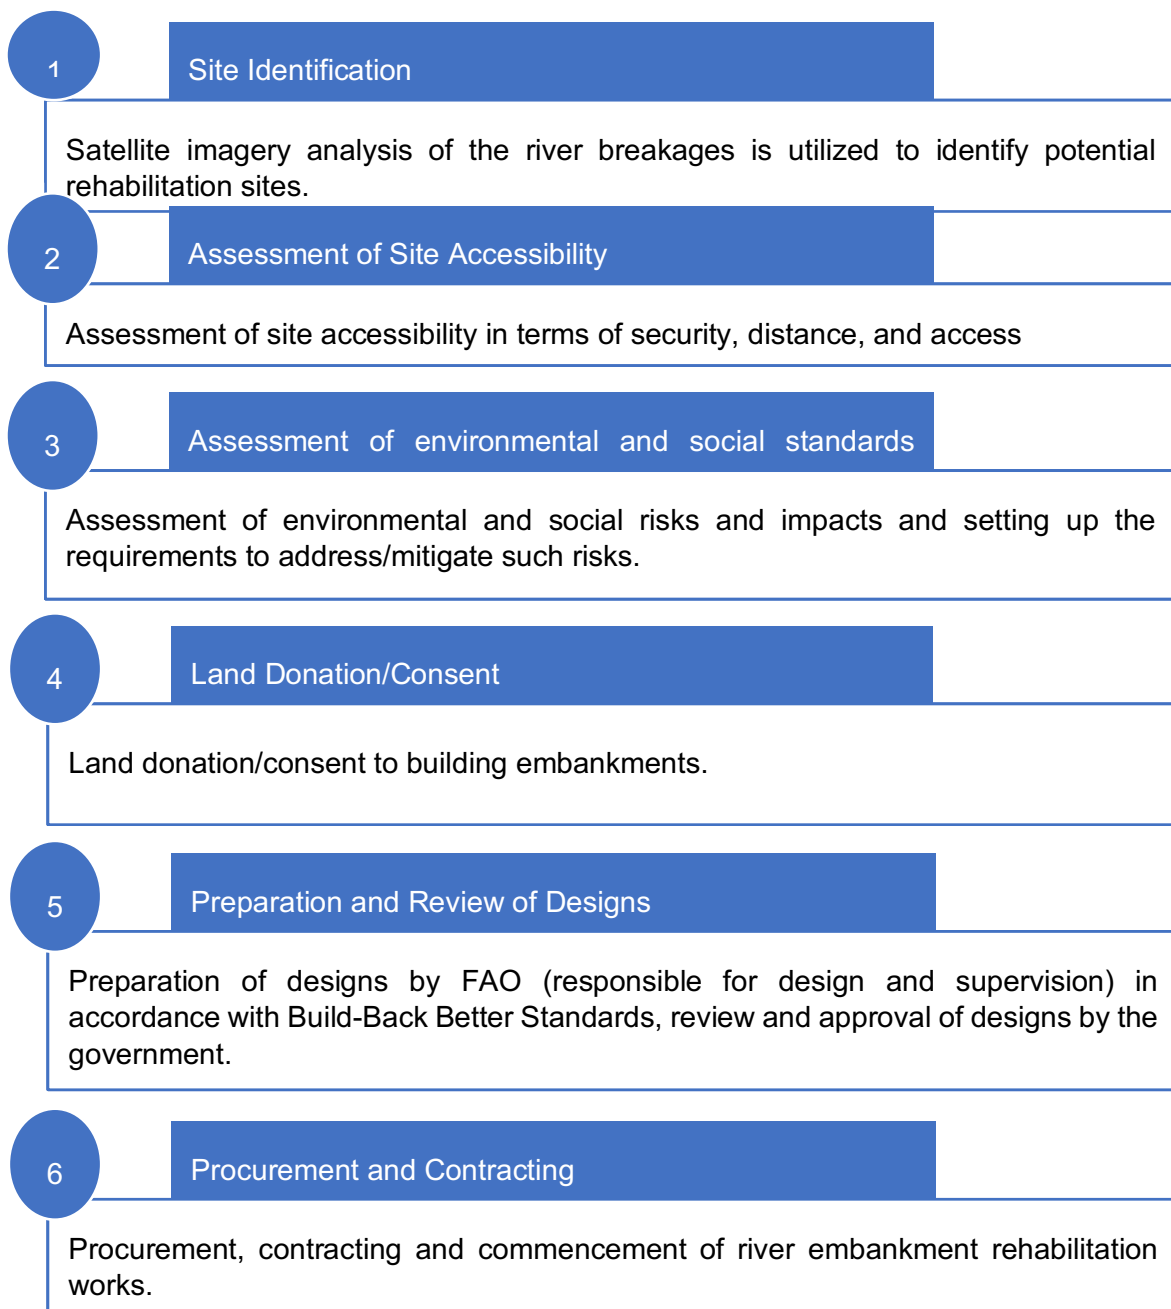 1
Site Identification
Satellite imagery analysis of the river breakages is utilized to identify potential
rehabilitation sites.
2
Assessment of Site Accessibility
Assessment of site accessibility in terms of security, distance, and access
3
Assessment of environmental and social standards
Assessment of environmental and social risks and impacts and setting up the
requirements to address/mitigate such risks.
4
Land Donation/Consent
Land donation/consent to building embankments.
5
Preparation and Review of Designs
Preparation of designs by FAO (responsible for design and supervision) in
accordance with Build-Back Better Standards, review and approval of designs by the
government.
6
Procurement and Contracting
Procurement, contracting and commencement of river embankment rehabilitation
works.